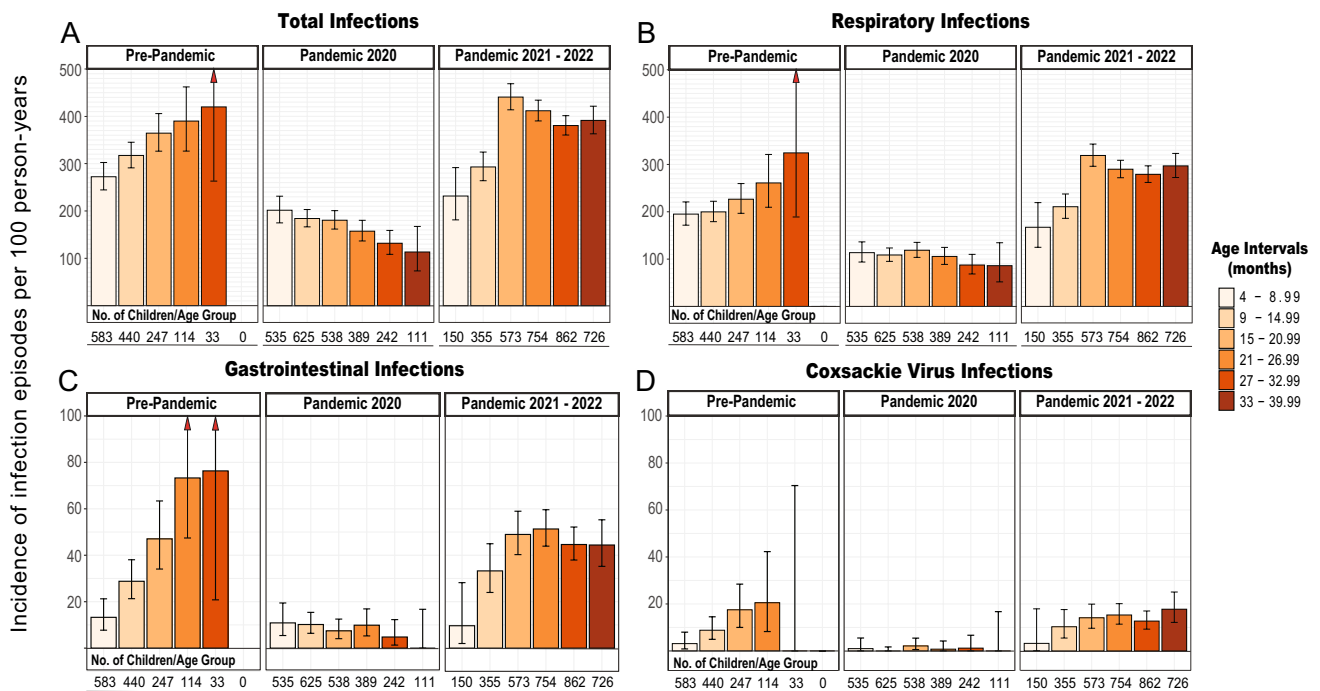 Incidence of infection episodes per 100 person-years
A
Total Infections
Pre-Pandemic
Pandemic 2020
Pandemic 2021 - 2022
500
400
300
200
100
No. of Children/Age Group
583 440 247 114 33 0
535 625 538 389 242 111
150 355 573 754 862 726
B
Respiratory Infections
Pre-Pandemic
Pandemic 2020
Pandemic 2021 - 2022
500
400
300
200
100
No. of Children/Age Group
583 440 247 114 33 0
535 625 538 389 242 111
150 355 573 754 862 726
Age Intervals
(months)
4 - 8.99
9 - 14.99
15 - 20.99
21 - 26.99
27 - 32.99
33 - 39.99
C
Gastrointestinal Infections
Pre-Pandemic
Pandemic 2020
Pandemic 2021 - 2022
100
80
60
40
20
No. of Children/Age Group
583 440 247 114 33 0
535 625 538 389 242 111
150 355 573 754 862 726
D
Coxsackie Virus Infections
Pre-Pandemic
Pandemic 2020
Pandemic 2021 - 2022
100
80
60
40
20
No. of Children/Age Group
583 440 247 114 33 0
535 625 538 389 242 111
150 355 573 754 862 726